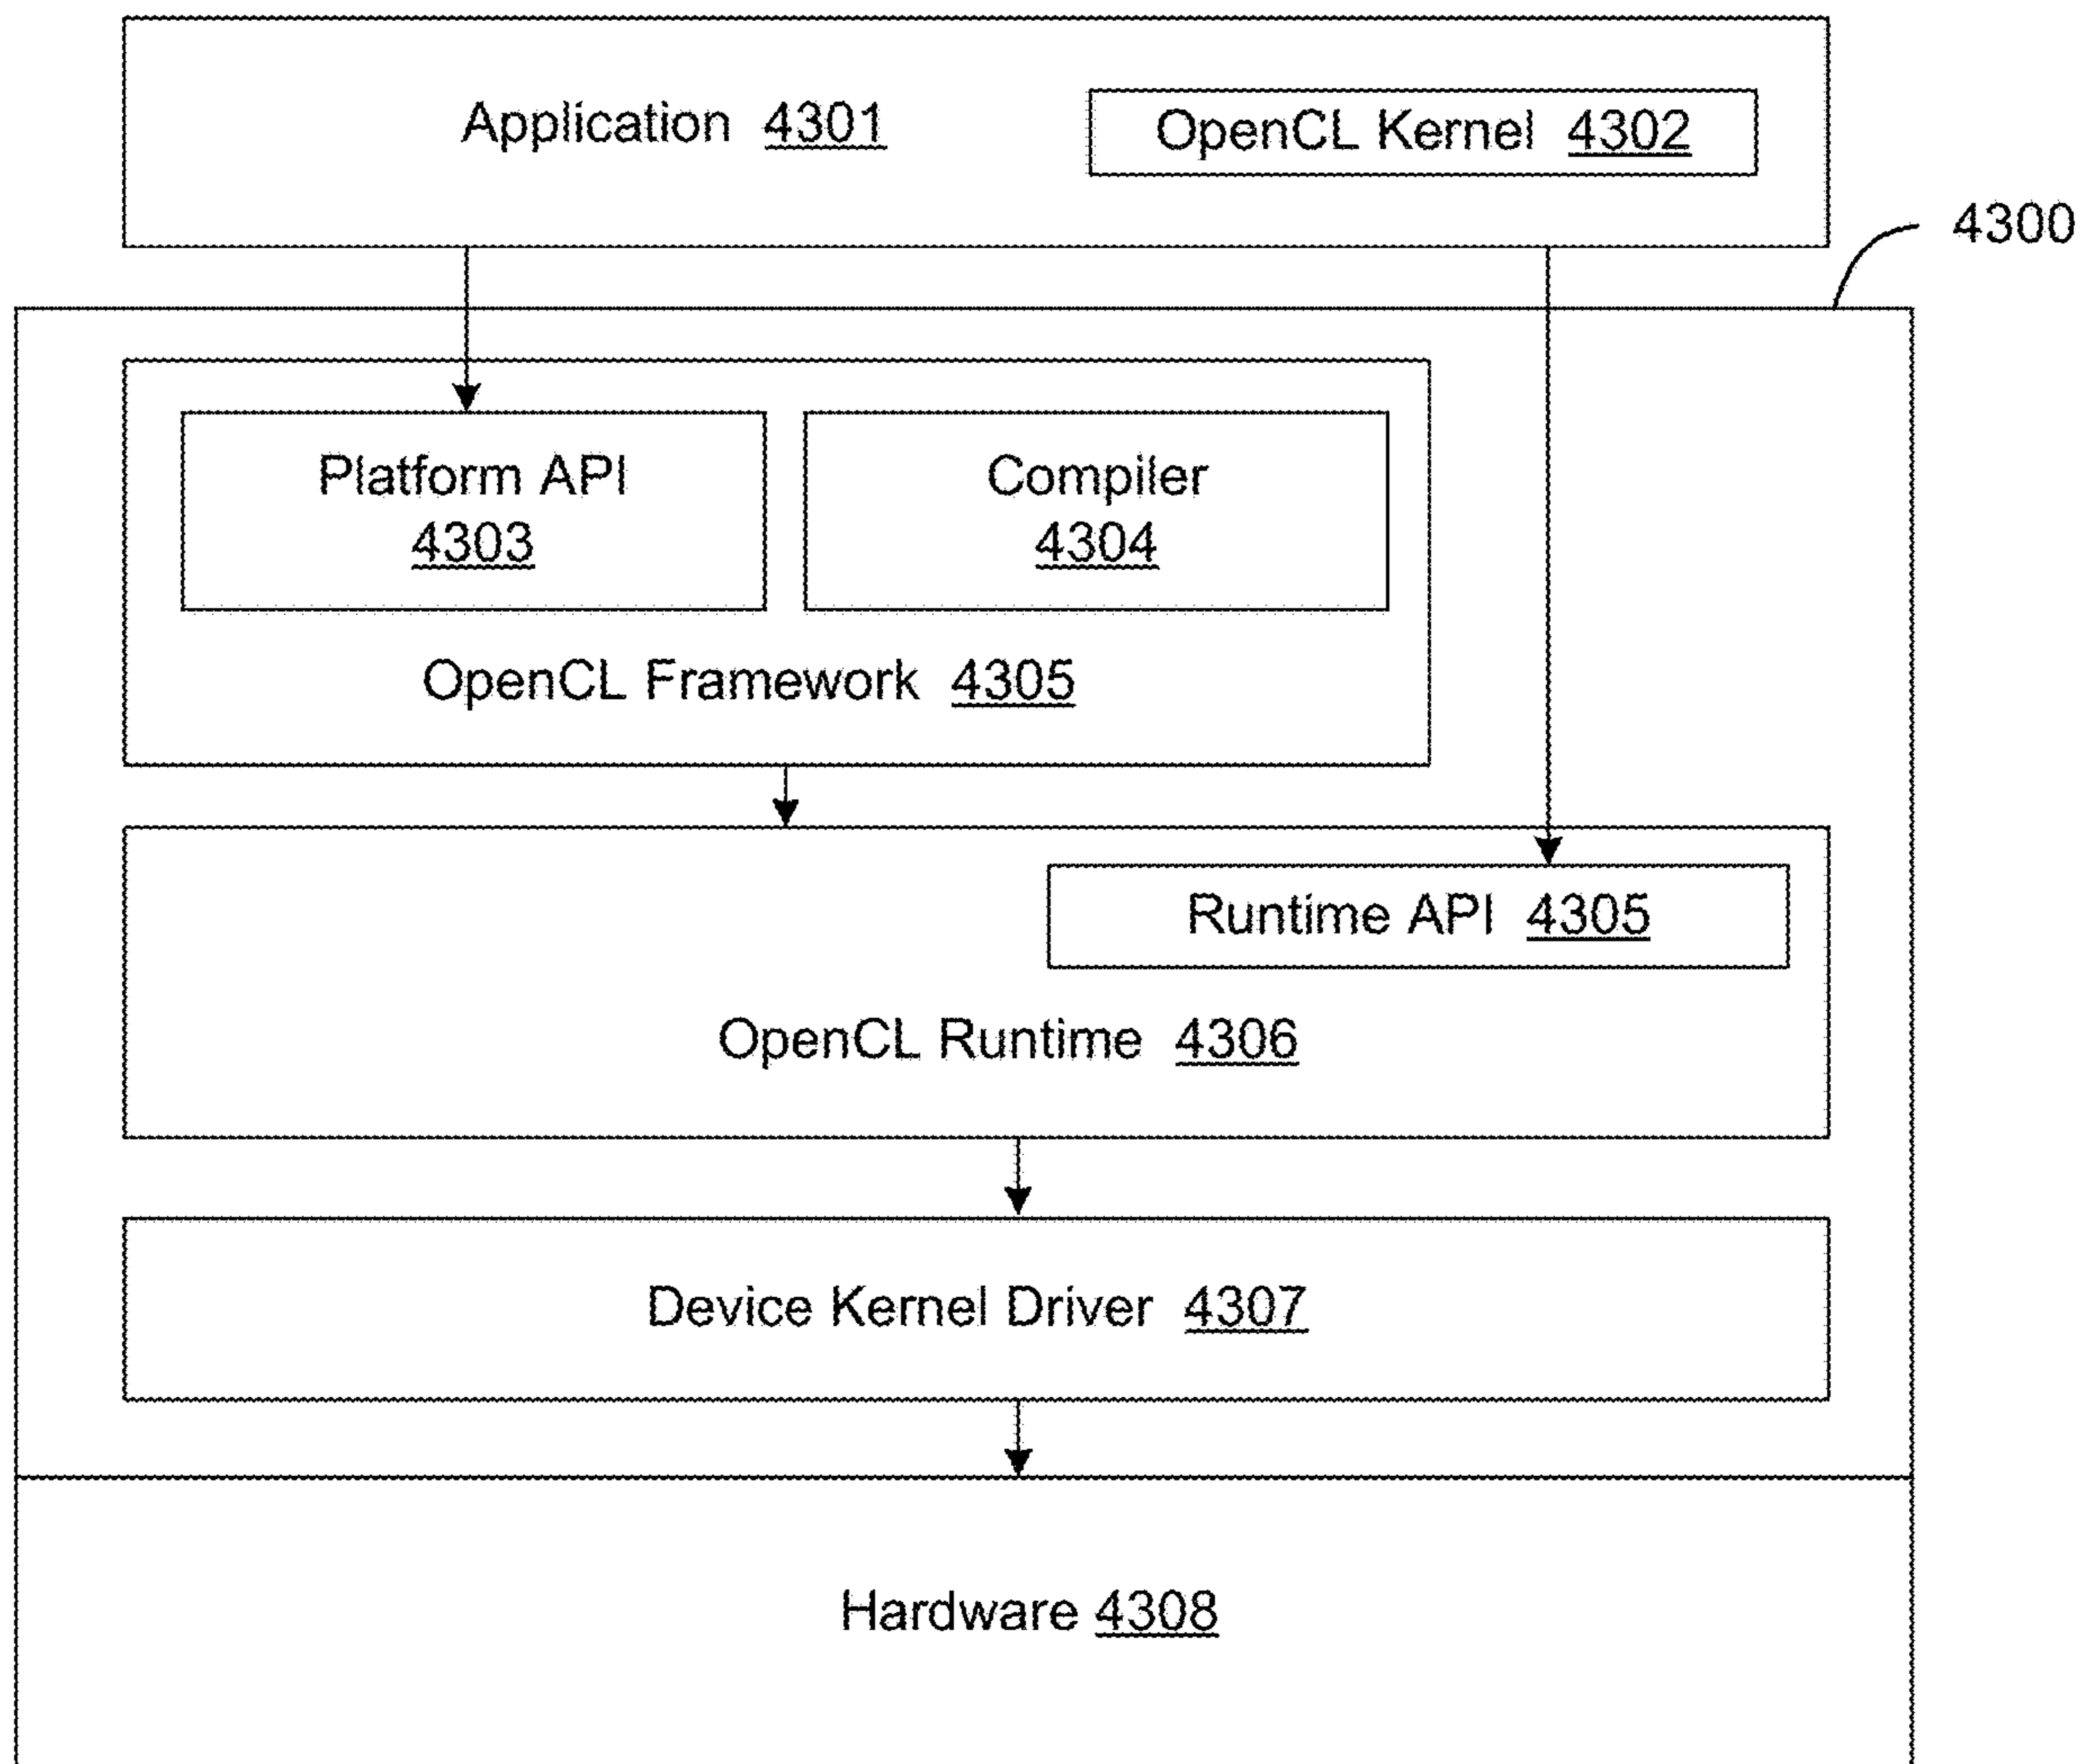 Application 4301
OpenCL Kernel 4302
4300
Platform API
4303
Compiler
4304
OpenCL Framework 4305
Runtime API 4305
OpenCL Runtime 4306
Device Kernel Driver 4307
Hardware 4308